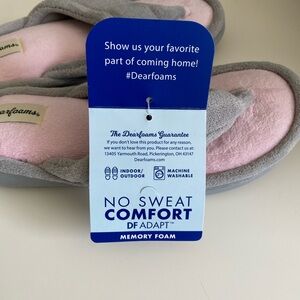 Show us your favorite
part of coming home!
#Dearfoams
Dearfoams
earfoams®
The Dearfoams Guarantee
If you don't love this product for any reason,
we want to hear from you. Please contact us at:
13405 Yarmouth Road, Pickerington, OH 43147
Dearfoams.com
INDOOR/
OUTDOOR
MACHINE
WASHABLE
NO SWEAT
COMFORT
DF ADAPT™
MEMORY FOAM